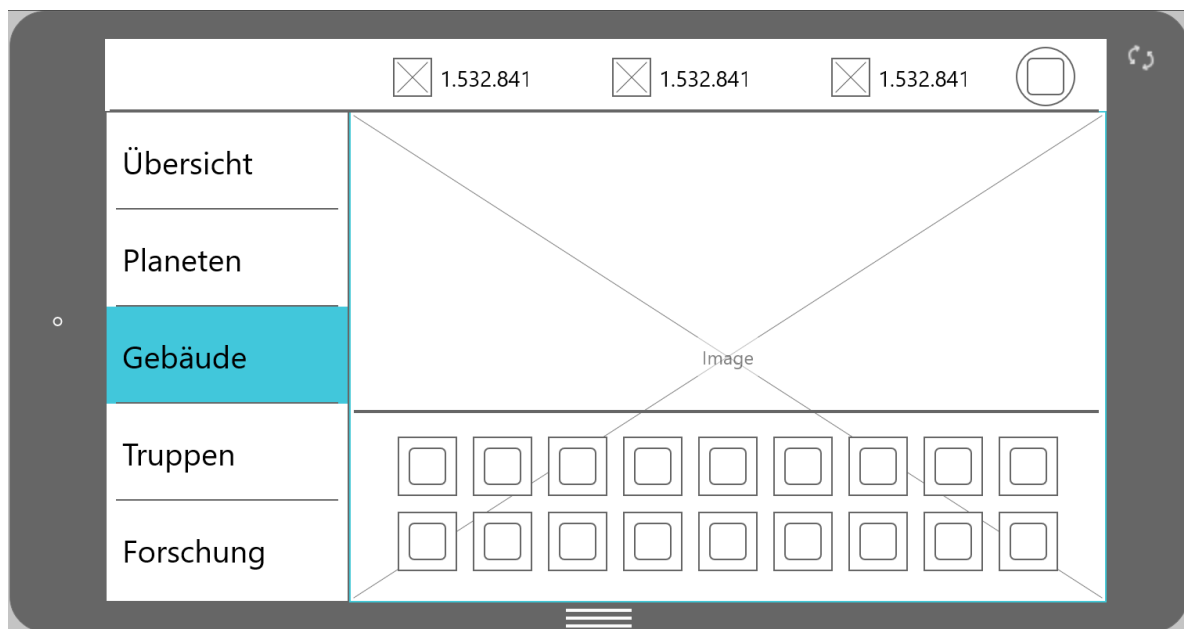 1.532.841 1.532.841 1.532.841
Übersicht
Planeten
Gebäude
Image
Truppen
Forschung